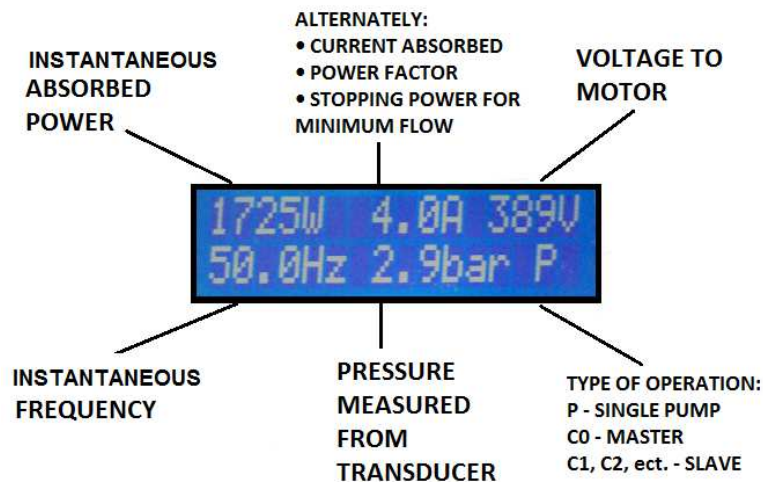 INSTANTANEOUS
ABSORBED
POWER
ALTERNATELY:
• CURRENT ABSORBED
• POWER FACTOR
• STOPPING POWER FOR
MINIMUM FLOW
VOLTAGE TO
MOTOR
1725W 4.0A 389V
50.0Hz 2.9bar P
INSTANTANEOUS
FREQUENCY
PRESSURE
MEASURED
FROM
TRANSDUCER
TYPE OF OPERATION:
P - SINGLE PUMP
C0 - MASTER
C1, C2, ect. - SLAVE